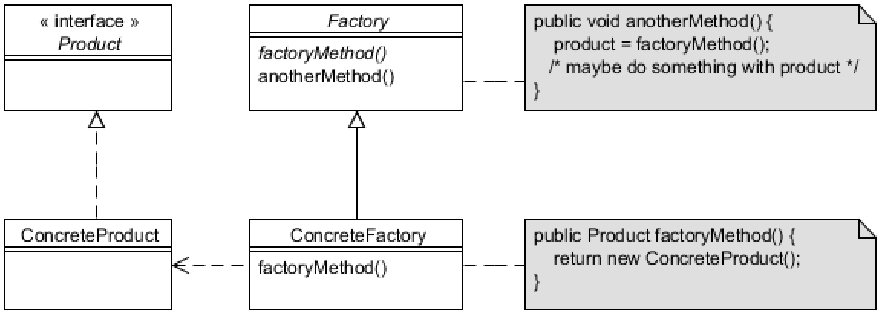 « interface »
Product
Factory
factoryMethod()
anotherMethod()
public void anotherMethod() {
product = factoryMethod();
/* maybe do something with product */
}
ConcreteProduct
ConcreteFactory
factoryMethod()
public Product factoryMethod() {
return new ConcreteProduct();
}